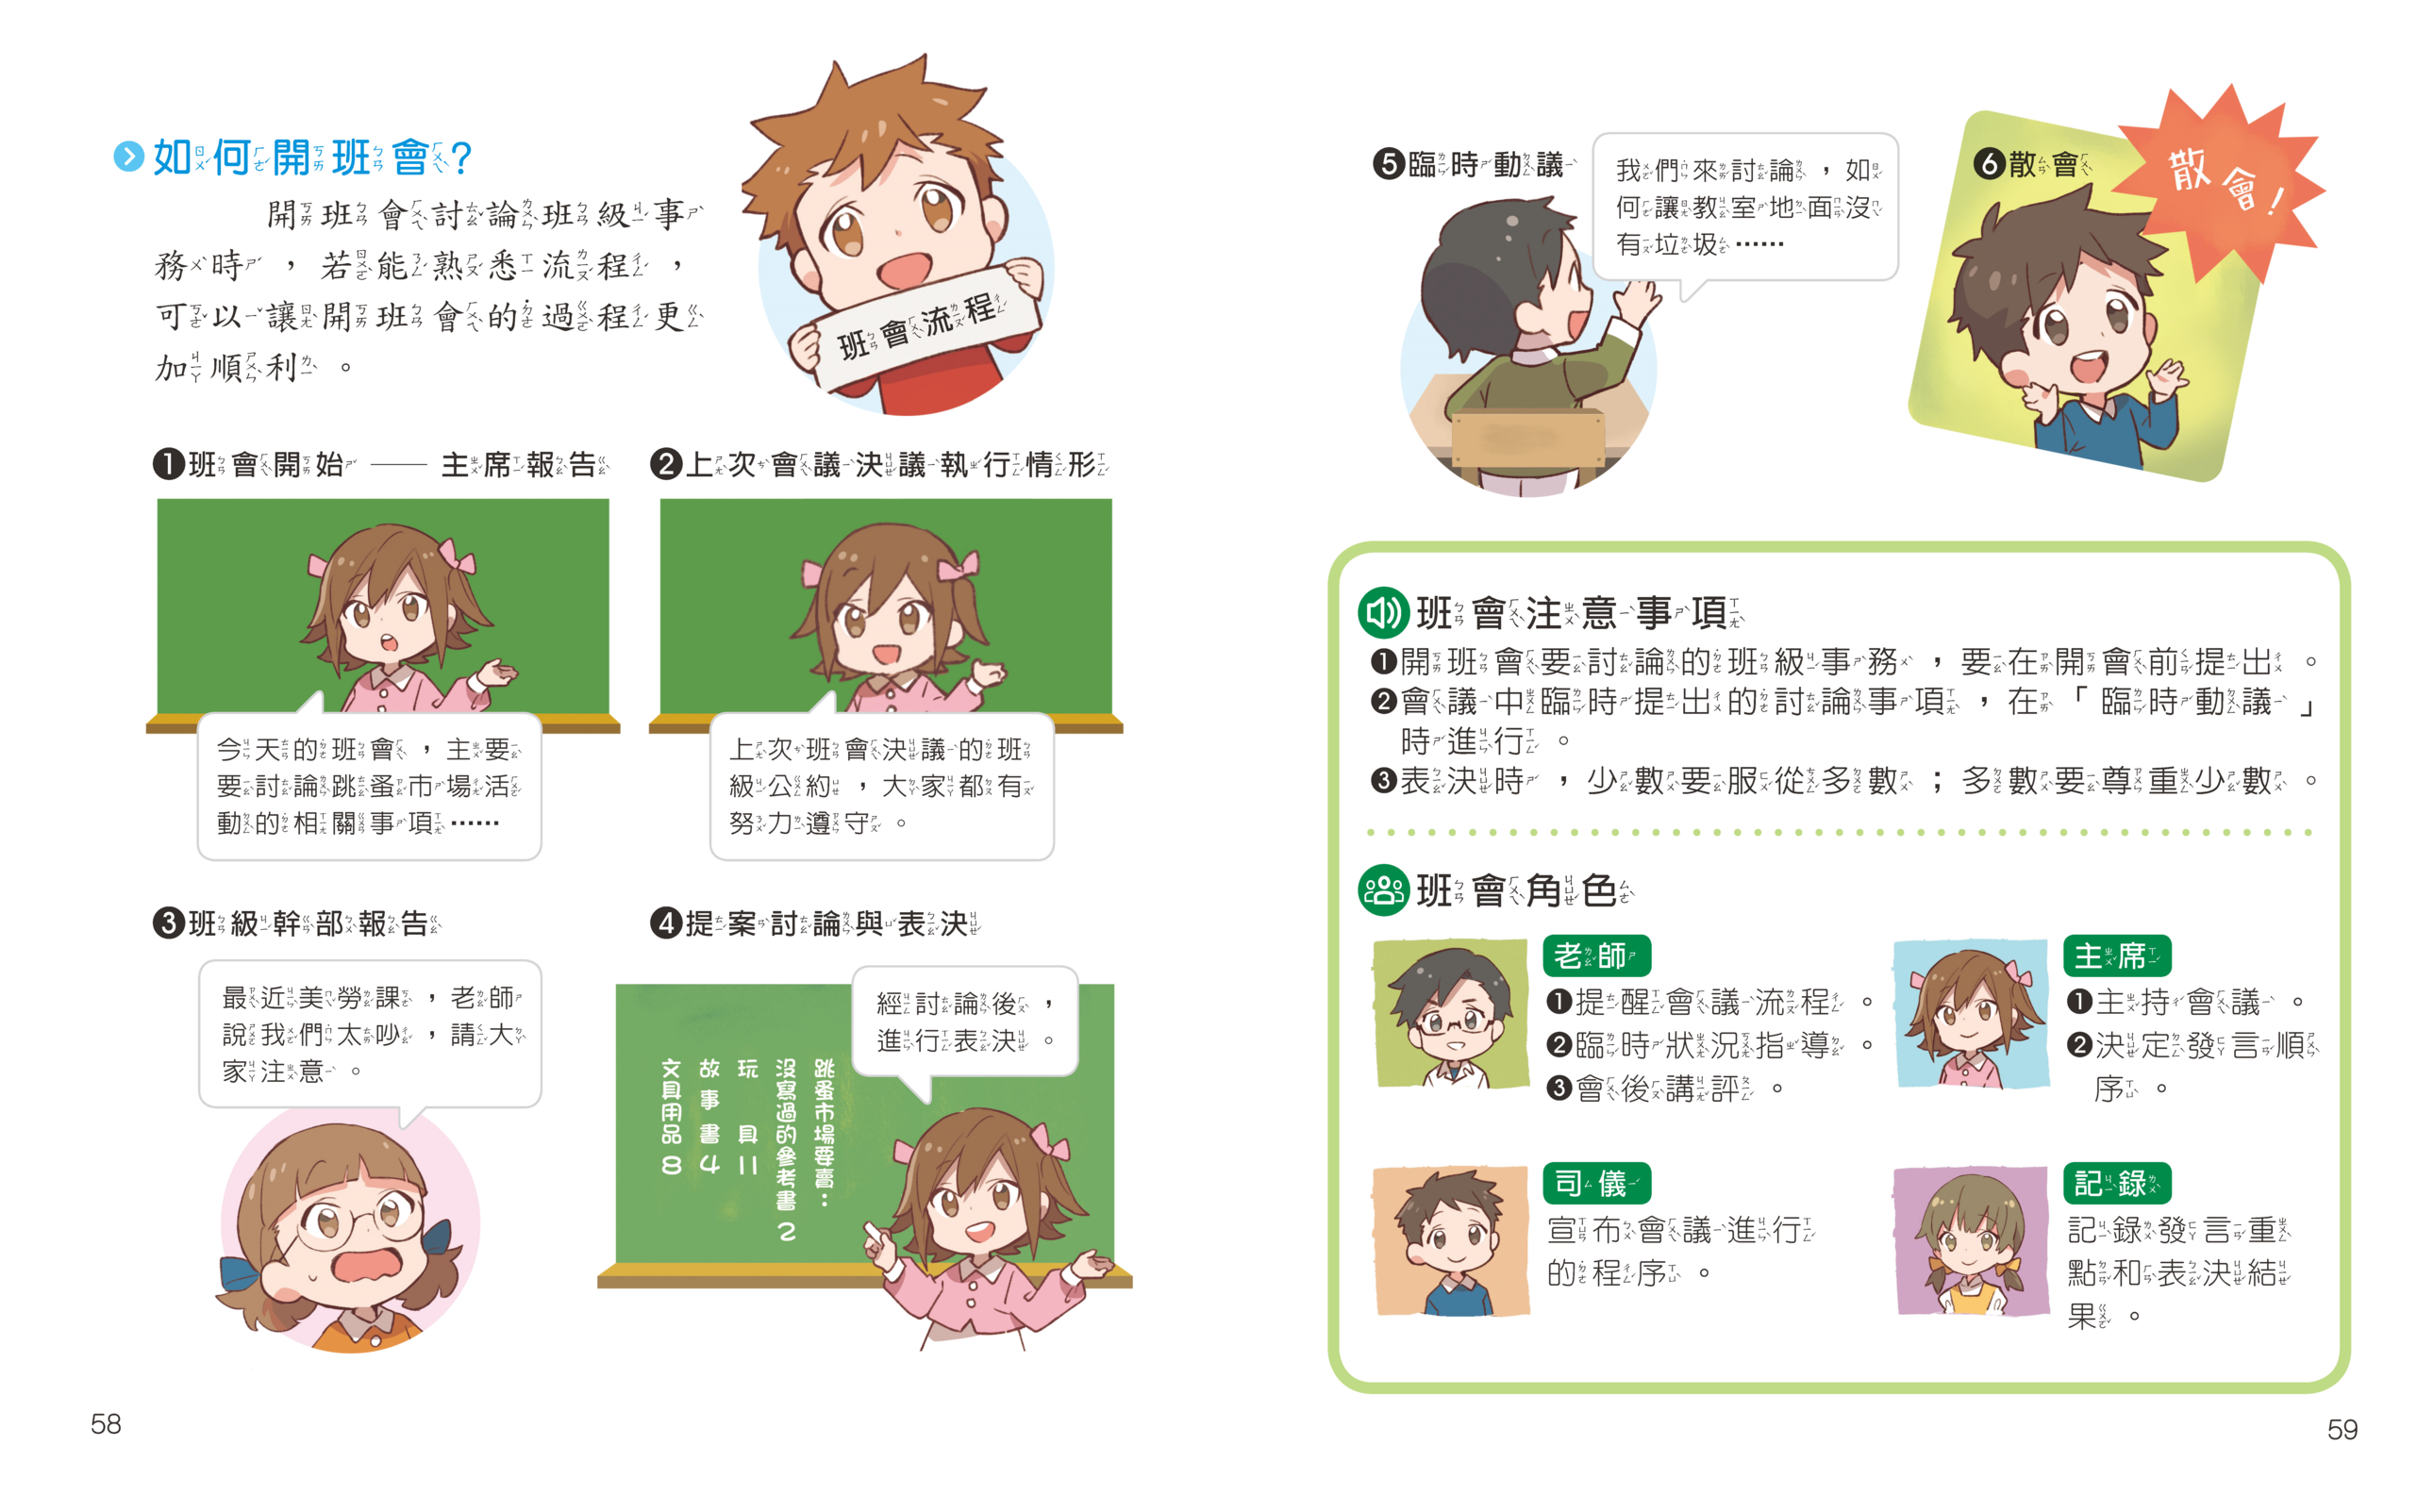 如何開班會?
開班會討論班級事
務時，若能熟悉流程，
可以讓開班會的過程更
加順利。
班會流程
❶班會開始——主席報告
今天的班會，主要
要討論跳蚤市場活
動的相關事項……
❷上次會議決議執行情形
上次班會決議的班
級公約，大家都有
努力遵守。
❸班級幹部報告
最近美勞課，老師
說我們太吵，請大
家注意。
❹提案討論與表決
經討論後，
進行表決。
跳蚤市場要賣：
沒寫過的參考書 2
玩具 11
故事書 4
文具用品 8
58
❺臨時動議
我們來討論，如
何讓教室地面沒
有垃圾……
❻散會
散會！
班會注意事項
❶開班會要討論的班級事務，要在開會前提出。
❷會議中臨時提出的討論事項，在「臨時動議」
時進行。
❸表決時，少數要服從多數；多數要尊重少數。
班會角色
老師
❶提醒會議流程。
❷臨時狀況指導。
❸會後講評。
主席
❶主持會議。
❷決定發言順
序。
司儀
宣布會議進行
的程序。
記錄
記錄發言重
點和表決結
果。
59